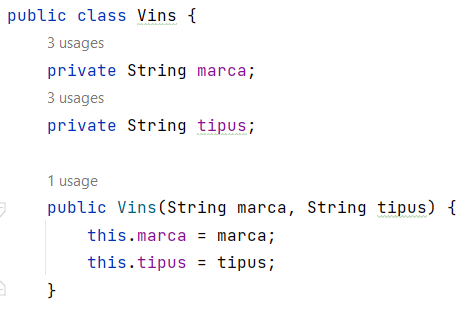 public class Vins {
3 usages
private String marca;
3 usages
private String tipus;
1 usage
public Vins(String marca, String tipus) {
this.marca = marca;
this.tipus = tipus;
}